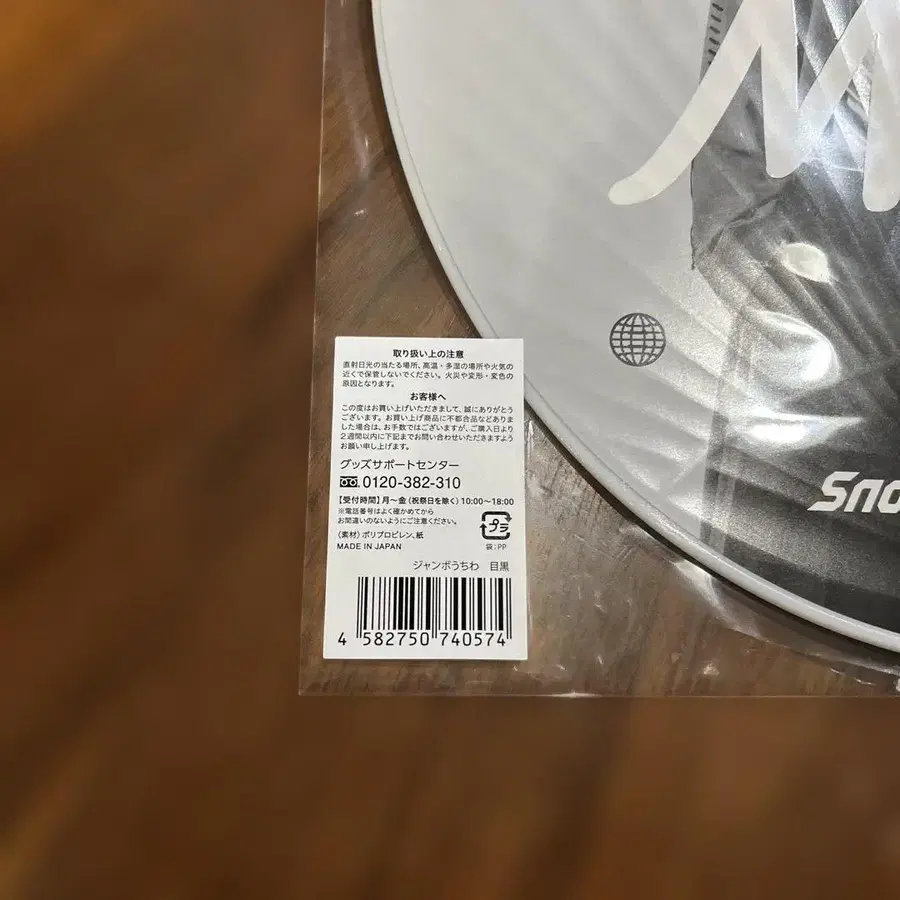 取り扱い上の注意
直射日光の当たる場所、高温・多湿の場所や火気の
近くで保管しないでください。火災や変形・変色の
原因となります。
お客様へ
この度はお買い上げいただきまして、誠にありがとう
ございます。お買い上げ商品に不都合品などありま
した場合は、お手数ではございますが、ご購入日より
2週間以内に下記までお問い合わせいただきますよう
お願い申し上げます。
グッズサポートセンター
0120-382-310
【受付時間】月〜金(祝祭日を除く)10:00〜18:00
※電話番号はよく確かめてから
お間違いのないようにご注意ください。
プラ
袋:PP
(素材)ポリプロピレン、紙
MADE IN JAPAN
ジャンボうちわ 目黒
4 582750 740574
Sno